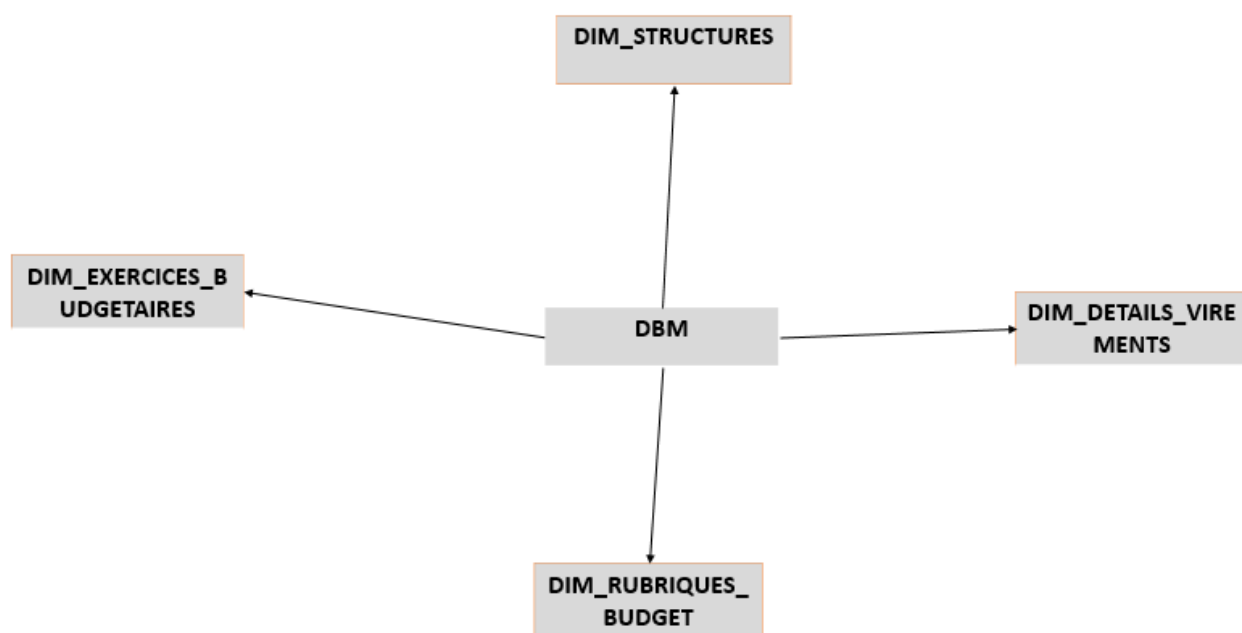 DIM_STRUCTURES
DIM_EXERCICES_B
UDGETAIRES
DBM
DIM_DETAILS_VIRE
MENTS
DIM_RUBRIQUES_
BUDGET